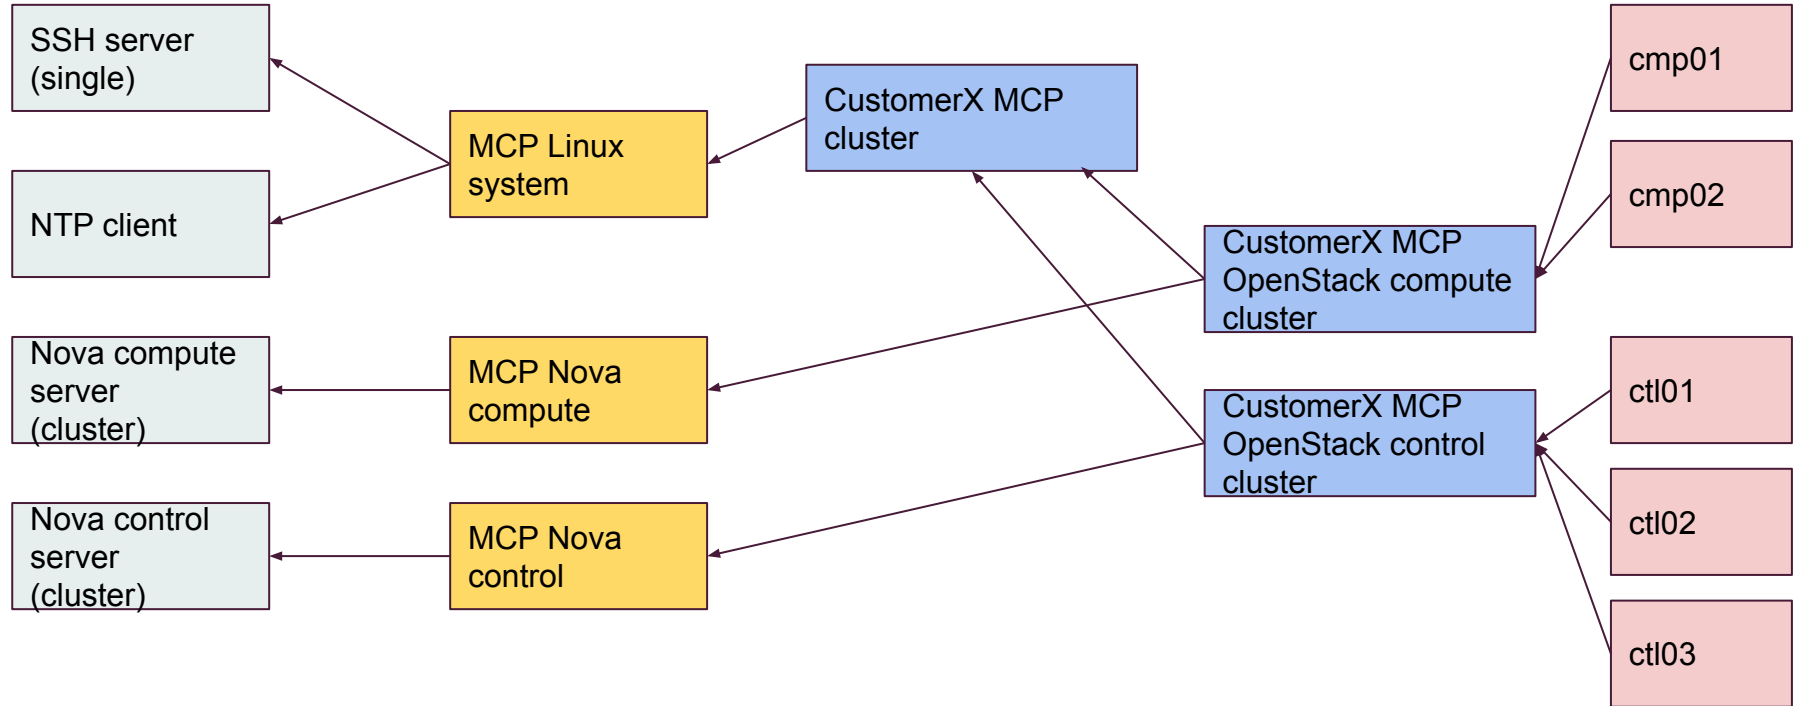 SSH server
(single)
NTP client
Nova compute
server
(cluster)
Nova control
server
(cluster)
MCP Linux
system
MCP Nova
compute
MCP Nova
control
CustomerX MCP
cluster
CustomerX MCP
OpenStack compute
cluster
CustomerX MCP
OpenStack control
cluster
cmp01
cmp02
ctl01
ctl02
ctl03